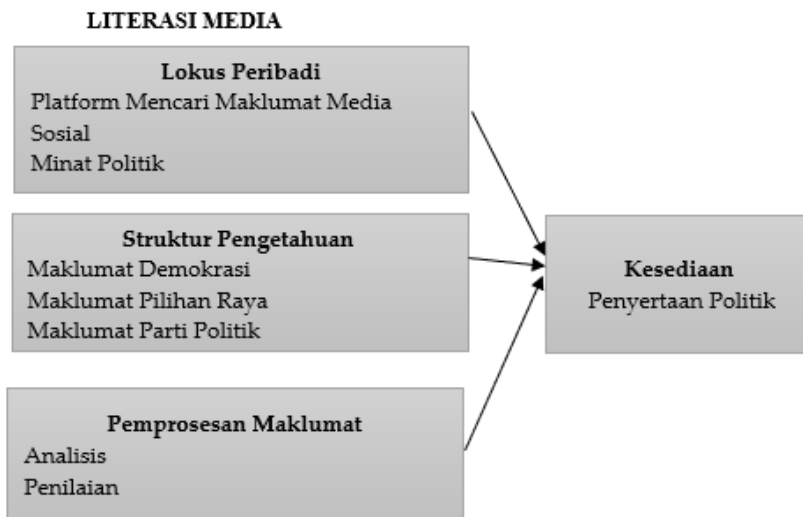 LITERASI MEDIA
Lokus Peribadi
Platform Mencari Maklumat Media
Sosial
Minat Politik
Struktur Pengetahuan
Maklumat Demokrasi
Maklumat Pilihan Raya
Maklumat Parti Politik
Pemprosesan Maklumat
Analisis
Penilaian
Kesediaan
Penyertaan Politik